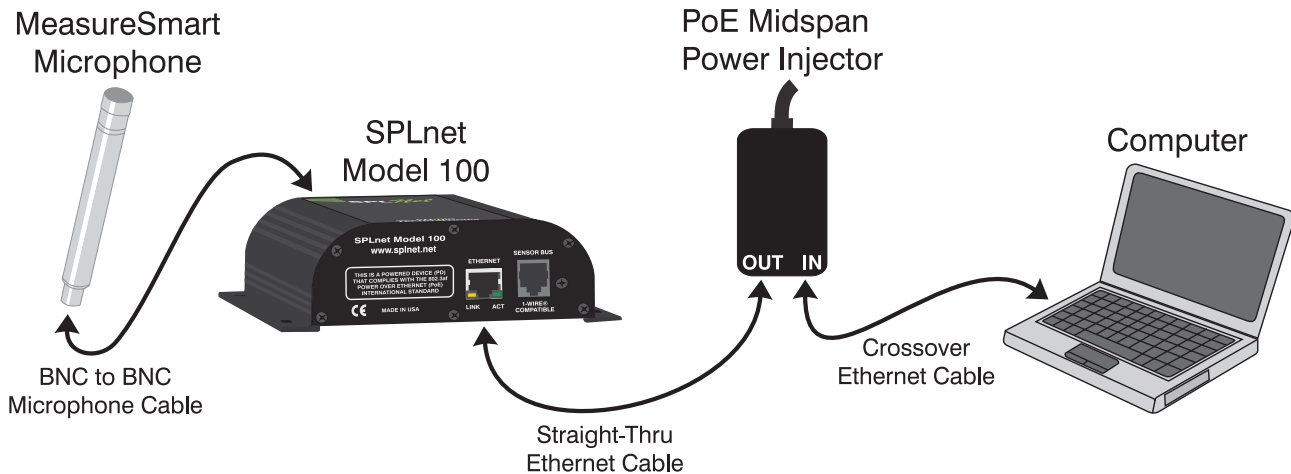 MeasureSmart
Microphone
SPLnet
Model 100
PoE Midspan
Power Injector
Computer
SPLnet
SPLnet Model 100
www.splnet.net
THIS IS A POWERED DEVICE (PD)
THAT COMPLIES WITH THE 802.3af
POWER OVER ETHERNET (PoE)
INTERNATIONAL STANDARD
CE
MADE IN USA
ETHERNET
LINK ACT
SENSOR BUS
1-WIRE®
COMPATIBLE
OUT IN
BNC to BNC
Microphone Cable
Straight-Thru
Ethernet Cable
Crossover
Ethernet Cable